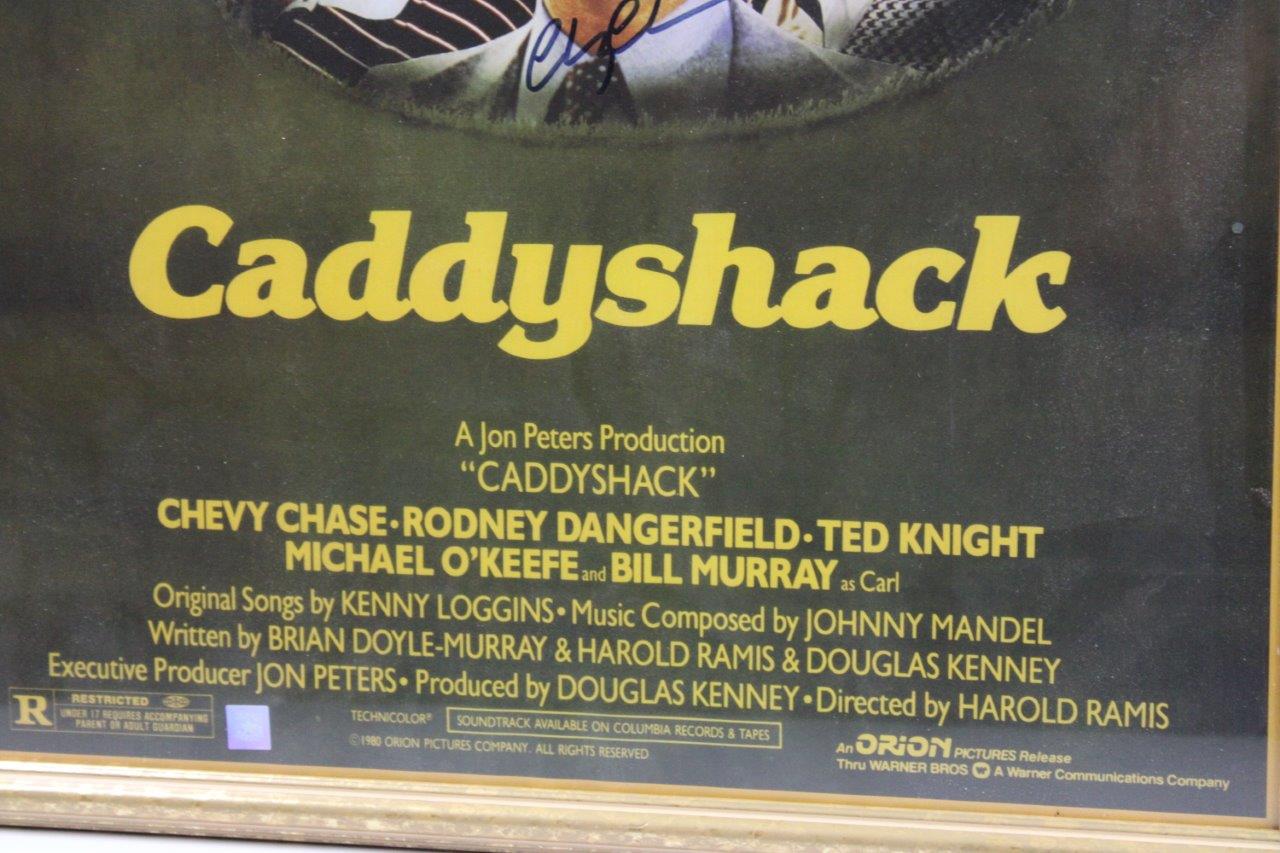 Caddyshack
A Jon Peters Production
“CADDYSHACK”
CHEVY CHASE • RODNEY DANGERFIELD • TED KNIGHT
MICHAEL O'KEEFE and BILL MURRAY as Carl
Original Songs by KENNY LOGGINS • Music Composed by JOHNNY MANDEL
Written by BRIAN DOYLE-MURRAY & HAROLD RAMIS & DOUGLAS KENNEY
Executive Producer JON PETERS • Produced by DOUGLAS KENNEY • Directed by HAROLD RAMIS
R RESTRICTED
UNDER 17 REQUIRES ACCOMPANYING
PARENT OR ADULT GUARDIAN
TECHNICOLOR® SOUNDTRACK AVAILABLE ON COLUMBIA RECORDS & TAPES
©1980 ORION PICTURES COMPANY. ALL RIGHTS RESERVED
An ORION PICTURES Release
Thru WARNER BROS A Warner Communications Company